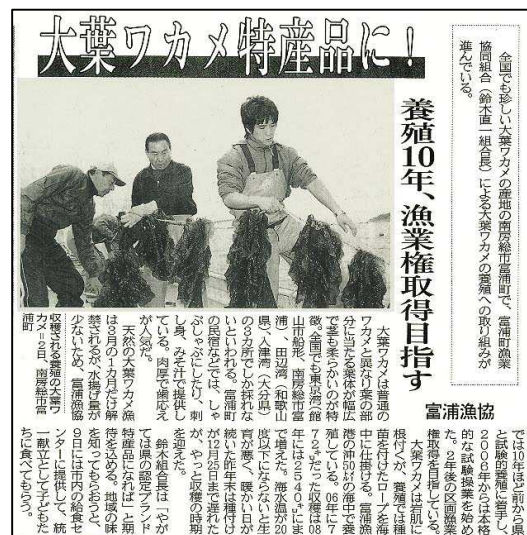 大葉ワカメ特産品に！
養殖10年、漁業権取得目指す
富浦漁協
全国でも珍しい大葉ワカ
メの産地の南房総市富浦町で、富浦町漁業
協同組合（鈴木直一組合長）による大葉ワカメの養殖への取り組みが
進んでいる。
大葉ワカメは普通の
ワカメと異なり葉の部
分に当たる葉体が幅広
で茎も柔らかいのが特
徴。全国でも東京湾（館
山市船形、南房総市富
浦）、田辺湾（和歌山
県）入津湾（大分県）
の3カ所でしか採れな
いといわれる。富浦町
の民宿などでは、しゃ
ぶしゃぶにしたり、刺
し身、みそ汁で提供し
ている。肉厚で歯応え
が人気だ。
天然の大葉ワカメ漁
は3月の1カ月だけ解
禁されるが、水揚げ量が
少ないため、富浦漁協
では10年ほど前から県
と試験的養殖に着手し、
2006年からは本格
的な試験操業を始め
た。2年後の区画漁業
権取得を目指している。
大葉ワカメは岩肌に
根付くが、養殖では種
苗を付けたロープを海
中に仕掛ける。富浦漁
港の沖50㍍の海中で養
殖している。06年に7
72㌔だった収穫は08
年には2540㌔にま
で増えた。海水温が20
度以下にならないと生
育が悪く、暖かい日が
続いた昨年末は種付け
が12月25日まで遅れた
が、やっと収穫の時期
を迎えた。
鈴木組合長は「やが
ては県の認定ブランド
特産品になれば」と期
待を込める。地域の味
を知ってもらおうと、
9日には市内の給食セ
ンターに提供して、統
一献立として子どもた
ちに食べてもらう。
収穫される養殖の大葉ワ
カメ＝2日、南房総市富
浦町